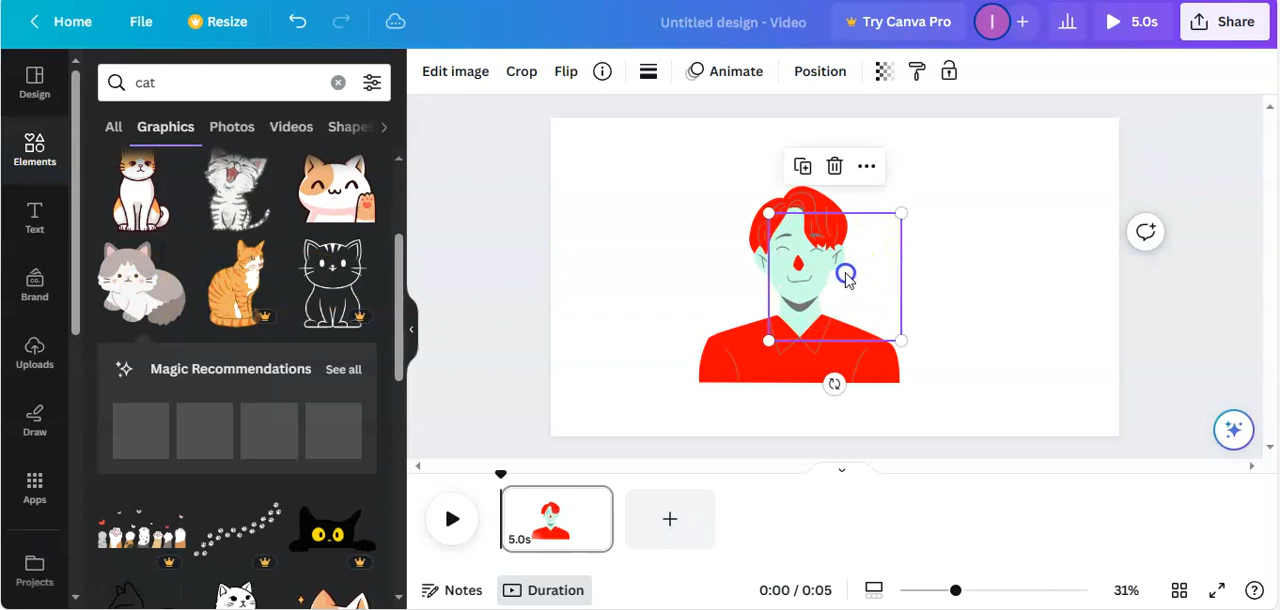 Home File Resize Untitled design - Video Try Canva Pro I 5.0s Share
Design
Elements
Text
Brand
Uploads
Draw
Apps
Projects
cat
All Graphics Photos Videos Shapes
Magic Recommendations See all
Edit image Crop Flip Animate Position
5.0s
Notes Duration 0:00 / 0:05 31%